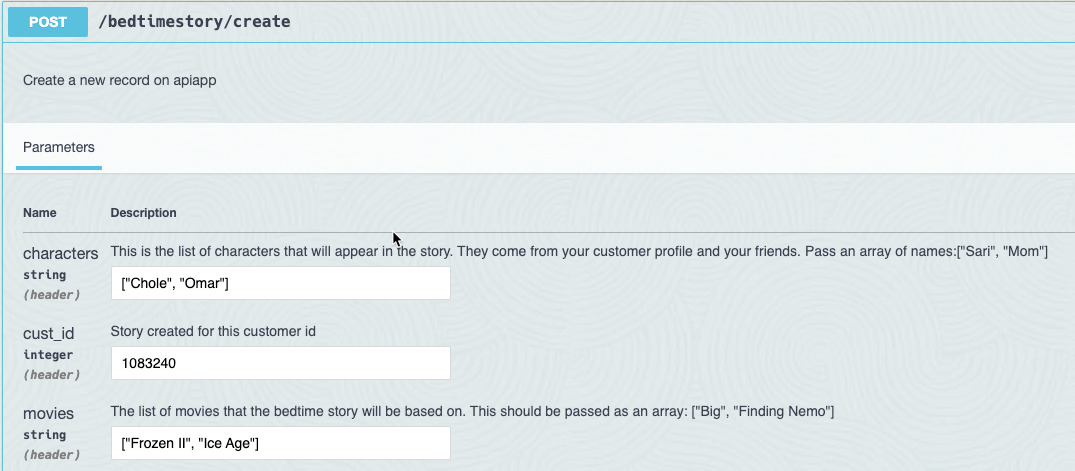 POST /bedtimestory/create
Create a new record on apiapp
Parameters
Name Description
characters This is the list of characters that will appear in the story. They come from your customer profile and your friends. Pass an array of names:["Sari", "Mom"]
string
(header)
["Chole", "Omar"]
cust_id Story created for this customer id
integer
(header)
1083240
movies The list of movies that the bedtime story will be based on. This should be passed as an array: ["Big", "Finding Nemo"]
string
(header)
["Frozen II", "Ice Age"]